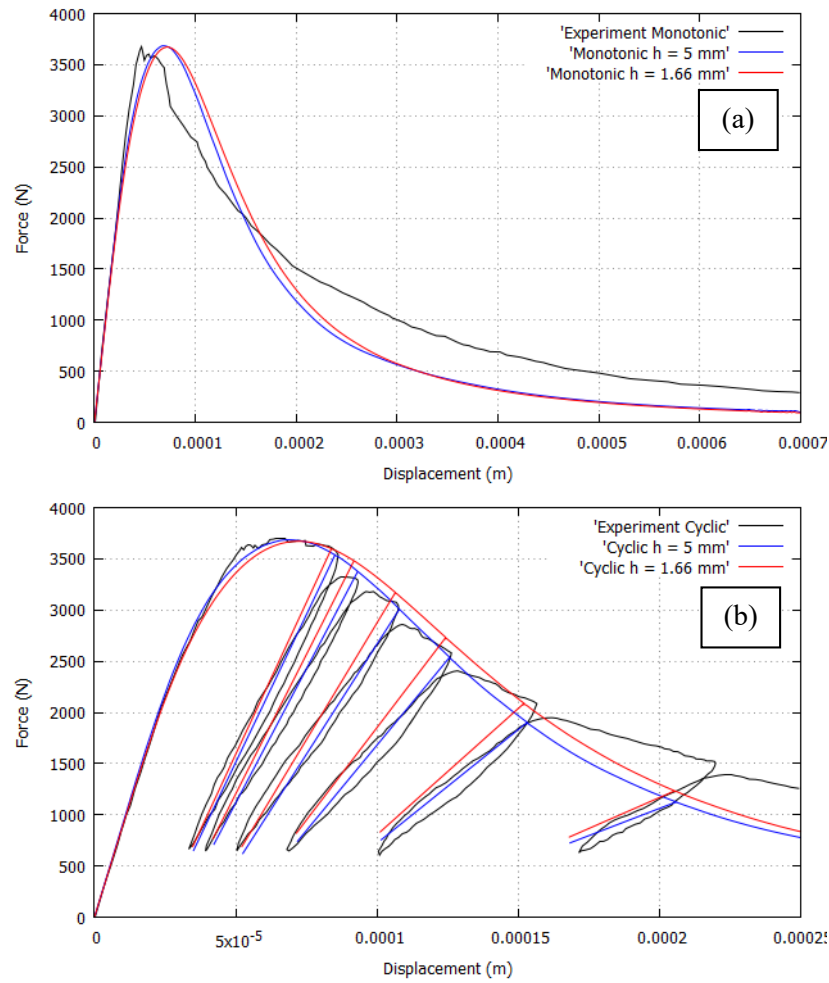 4000
'Experiment Monotonic'
3500
'Monotonic h = 5 mm'
'Monotonic h = 1.66 mm'
3000
(a)
2500
Force (N)
2000
1500
1000
500
0
0 0.0001 0.0002 0.0003 0.0004 0.0005 0.0006 0.0007
Displacement (m)
4000
'Experiment Cyclic'
3500
'Cyclic h = 5 mm'
'Cyclic h = 1.66 mm'
3000
(b)
2500
Force (N)
2000
1500
1000
500
0
0 5x10-5 0.0001 0.00015 0.0002 0.00025
Displacement (m)